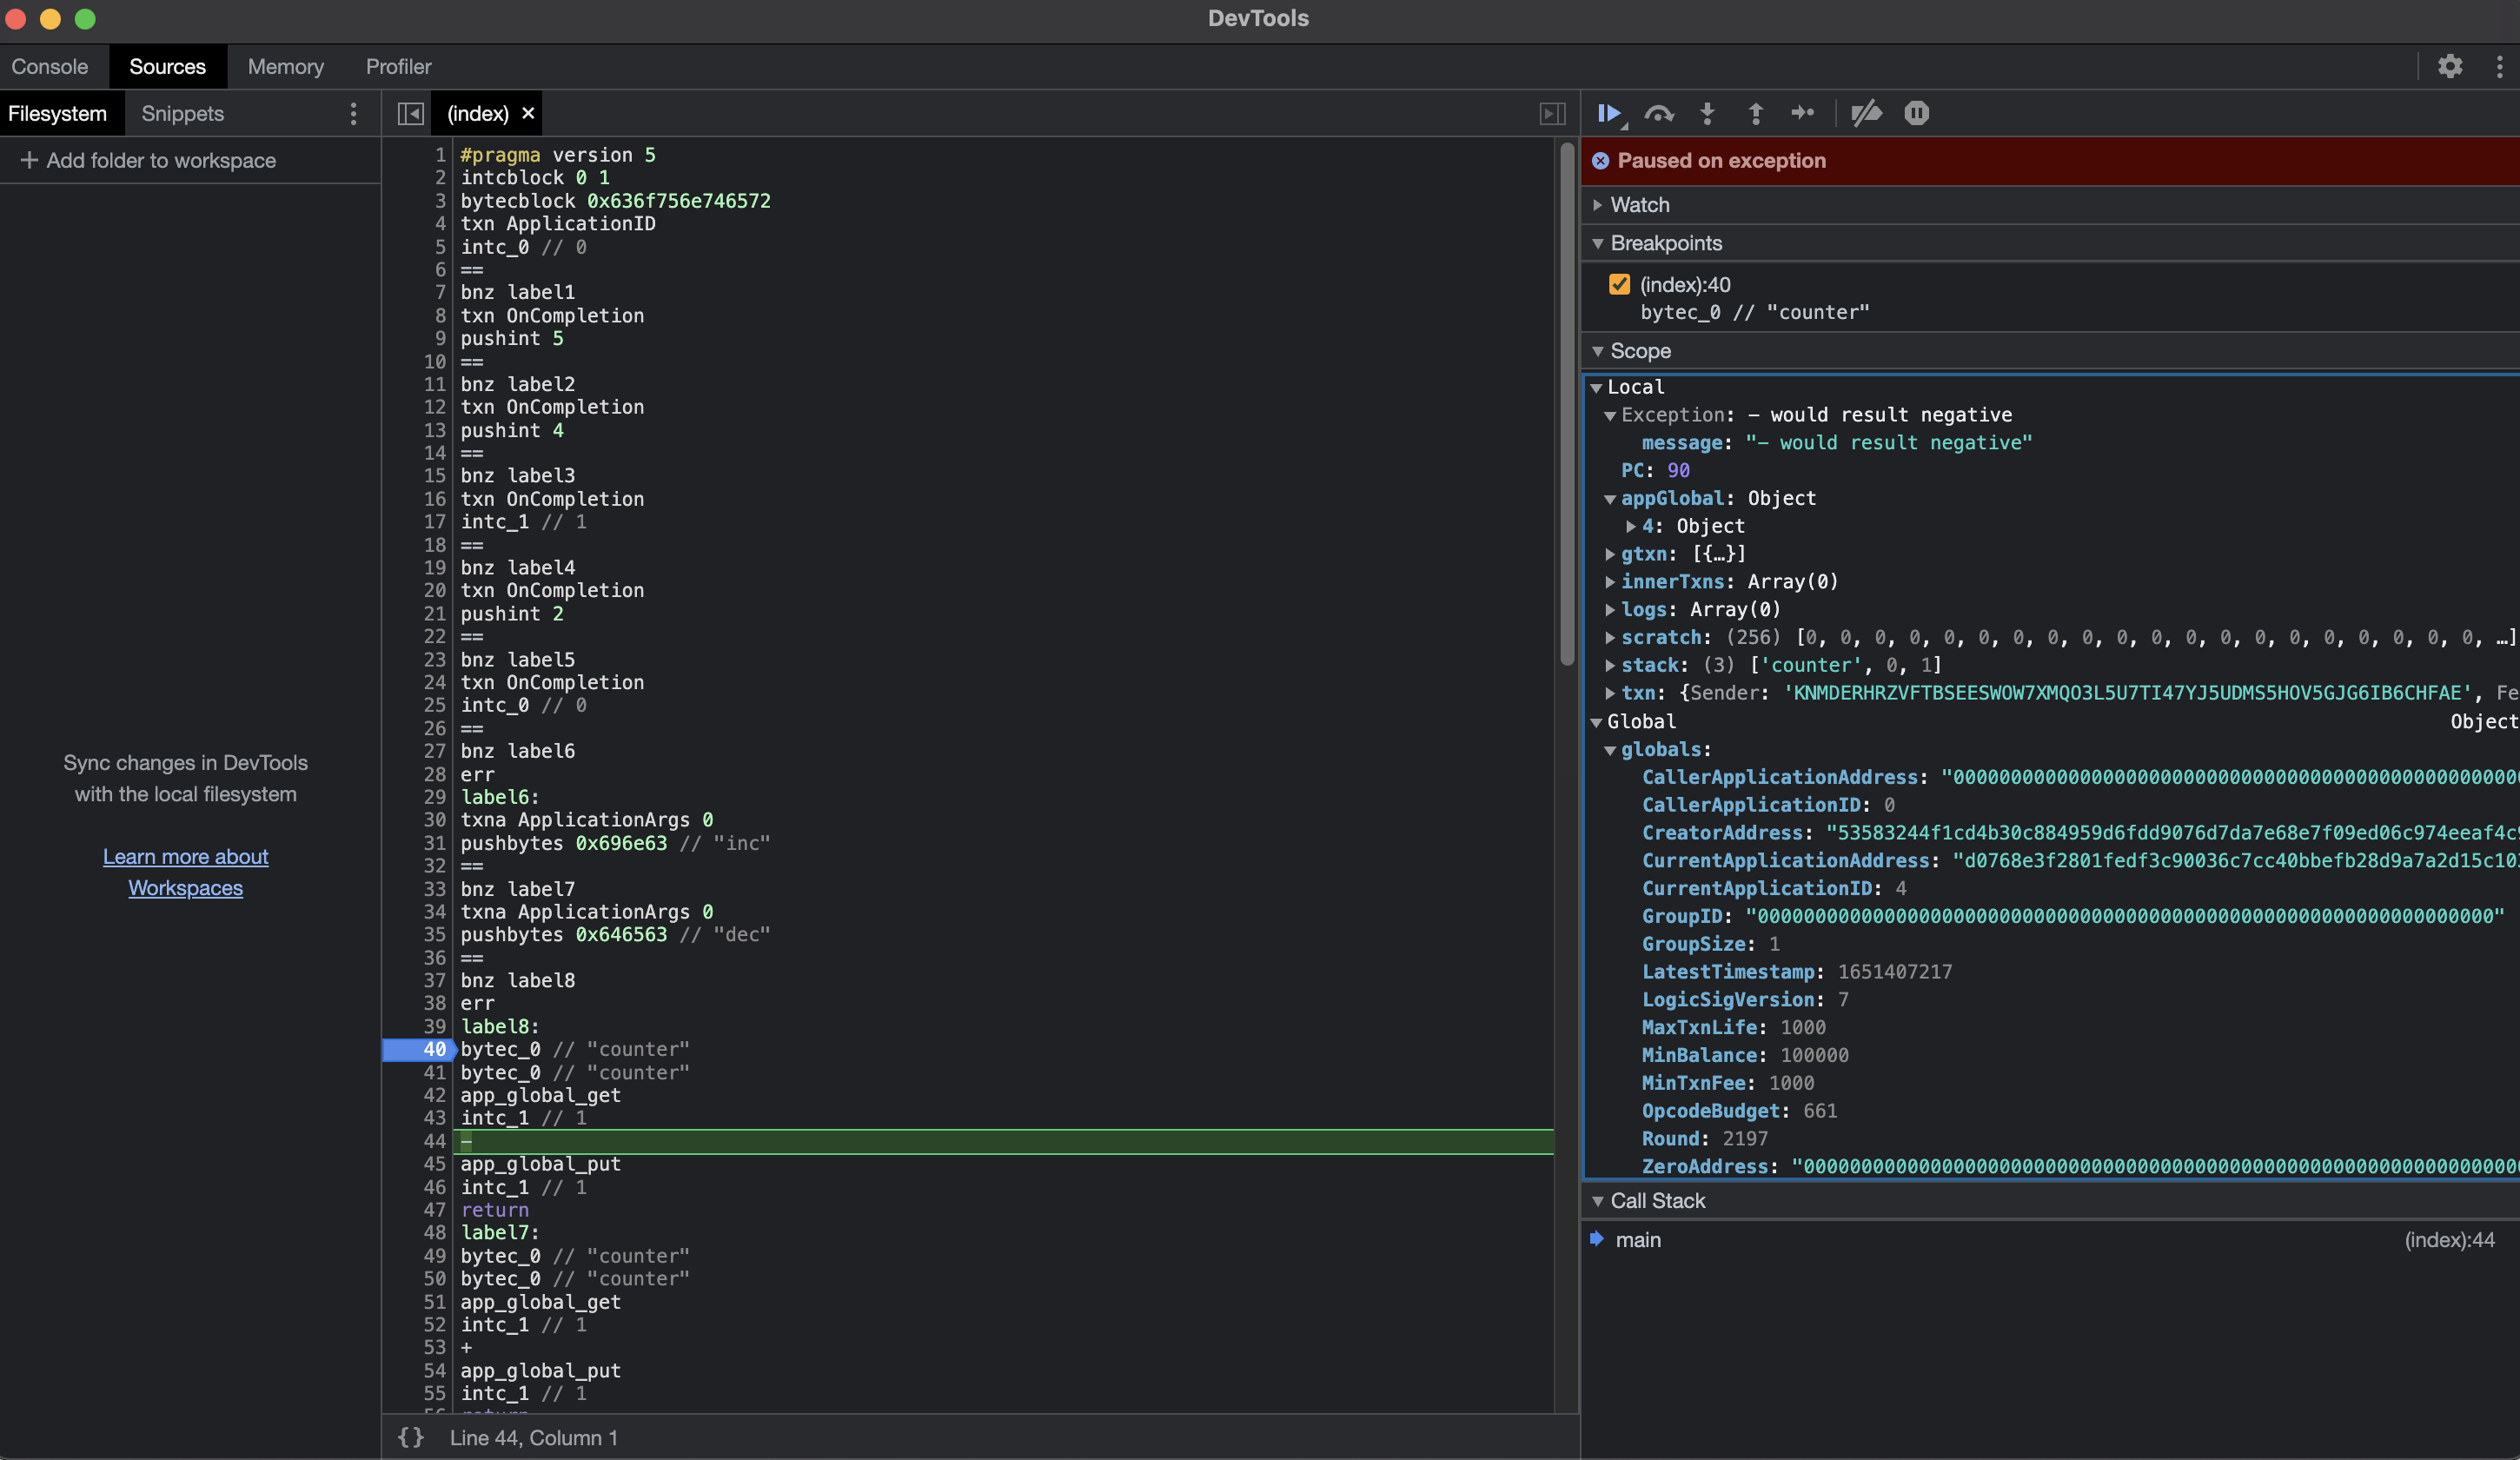 DevTools
Console Sources Memory Profiler
Filesystem Snippets
(index)
+ Add folder to workspace
Sync changes in DevTools
with the local filesystem
Learn more about
Workspaces
1 #pragma version 5
2 intcblock 0 1
3 bytecblock 0x636f756e746572
4 txn ApplicationID
5 intc_0 // 0
6 ==
7 bnz label1
8 txn OnCompletion
9 pushint 5
10 ==
11 bnz label2
12 txn OnCompletion
13 pushint 4
14 ==
15 bnz label3
16 txn OnCompletion
17 intc_1 // 1
18 ==
19 bnz label4
20 txn OnCompletion
21 pushint 2
22 ==
23 bnz label5
24 txn OnCompletion
25 intc_0 // 0
26 ==
27 bnz label6
28 err
29 label6:
30 txna ApplicationArgs 0
31 pushbytes 0x696e63 // "inc"
32 ==
33 bnz label7
34 txna ApplicationArgs 0
35 pushbytes 0x646563 // "dec"
36 ==
37 bnz label8
38 err
39 label8:
40 bytec_0 // "counter"
41 bytec_0 // "counter"
42 app_global_get
43 intc_1 // 1
44 -
45 app_global_put
46 intc_1 // 1
47 return
48 label7:
49 bytec_0 // "counter"
50 bytec_0 // "counter"
51 app_global_get
52 intc_1 // 1
53 +
54 app_global_put
55 intc_1 // 1
{} Line 44, Column 1
Paused on exception
Watch
Breakpoints
(index):40
bytec_0 // "counter"
Scope
Local
Exception: – would result negative
message: "– would result negative"
PC: 90
appGlobal: Object
4: Object
gtxn: [{…}]
innerTxns: Array(0)
logs: Array(0)
scratch: (256) [0, 0, 0, 0, 0, 0, 0, 0, 0, 0, 0, 0, 0, 0, 0, 0, 0, 0, 0, 0, …]
stack: (3) ['counter', 0, 1]
txn: {Sender: 'KNMDERHRZVFTBSEESWOW7XMQO3L5U7TI47YJ5UDMS5HOV5GJG6IB6CHFAE', Fe
Global Object
globals:
CallerApplicationAddress:
CallerApplicationID: 0
CreatorAddress: "53583244f1cd4b30c884959d6fdd9076d7da7e68e7f09ed06c974eeaf4c
CurrentApplicationAddress: "d0768e3f2801fedf3c90036c7cc40bbefb28d9a7a2d15c10
CurrentApplicationID: 4
GroupID: "0000000000000000000000000000000000000000000000000000000000000000"
GroupSize: 1
LatestTimestamp: 1651407217
LogicSigVersion: 7
MaxTxnLife: 1000
MinBalance: 100000
MinTxnFee: 1000
OpcodeBudget: 661
Round: 2197
ZeroAddress:
Call Stack
main (index):44